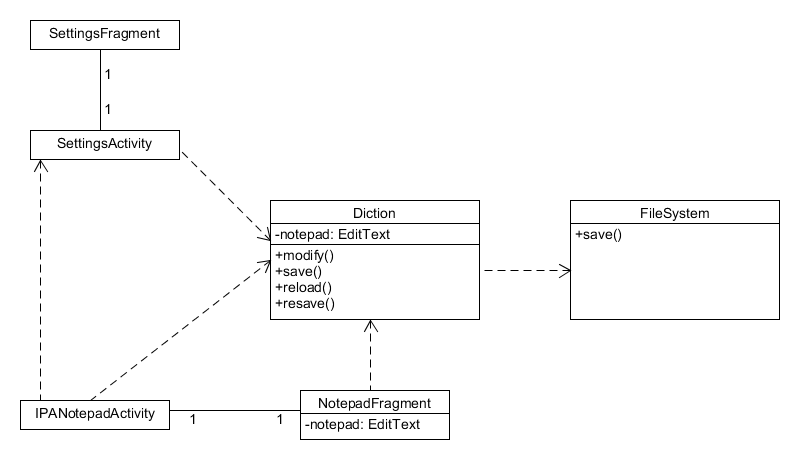 SettingsFragment
1
1
SettingsActivity
Diction
-notepad: EditText
+modify()
+save()
+reload()
+resave()
FileSystem
+save()
IPANotepadActivity
1
1
NotepadFragment
-notepad: EditText